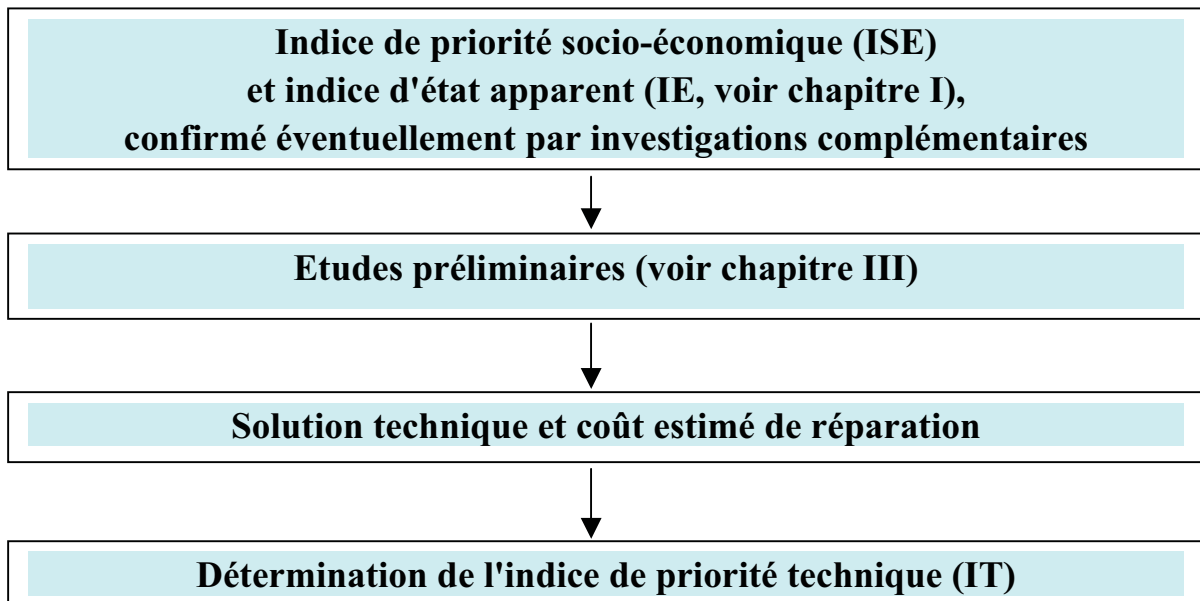 Indice de priorité socio-économique (ISE)
et indice d'état apparent (IE, voir chapitre I),
confirmé éventuellement par investigations complémentaires
Etudes préliminaires (voir chapitre III)
Solution technique et coût estimé de réparation
Détermination de l'indice de priorité technique (IT)